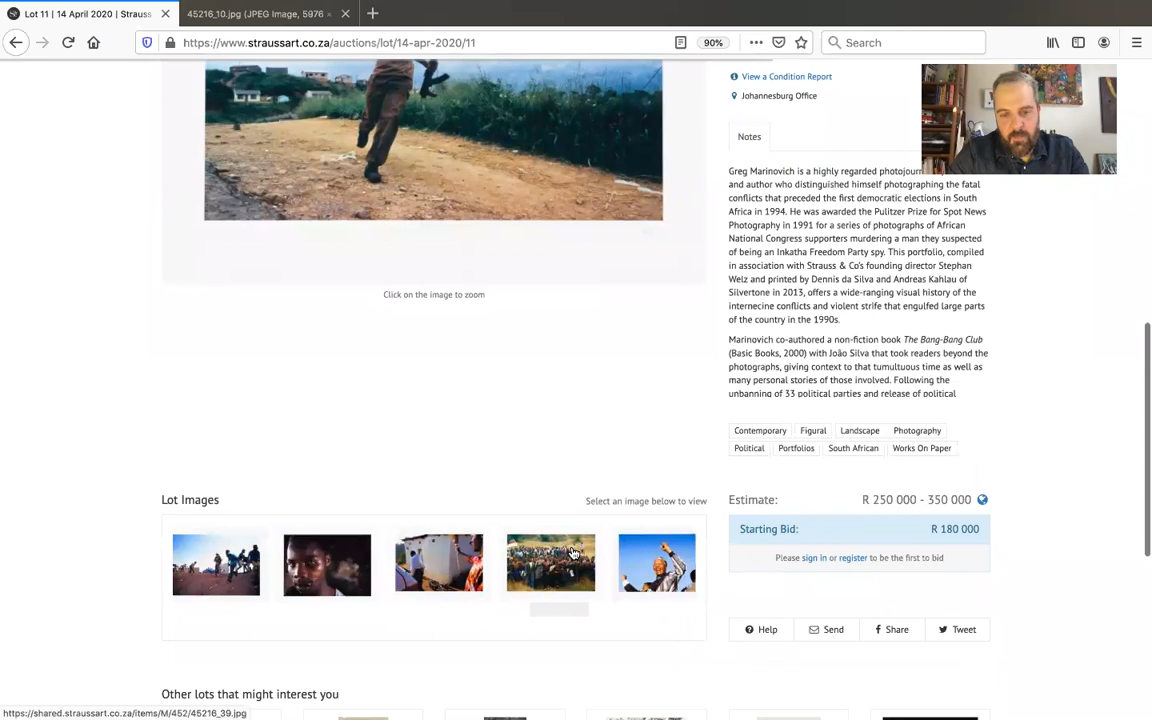 Lot 11 | 14 April 2020 | Strauss
45216_10.jpg (JPEG Image, 5976 ×
https://www.straussart.co.za/auctions/lot/14-apr-2020/11
90%
Search
View a Condition Report
Johannesburg Office
Notes
Greg Marinovich is a highly regarded
and author who distinguished himself photographing the fatal
conflicts that preceded the first democratic elections in South
Africa in 1994. He was awarded the Pulitzer Prize for Spot News
Photography in 1991 for a series of photographs of African
National Congress supporters murdering a man they suspected
of being an Inkatha Freedom Party spy. This portfolio, compiled
in association with Strauss & Co's founding director Stephan
Welz and printed by Dennis da Silva and Andreas Kahlau of
Silvertone in 2013, offers a wide-ranging visual history of the
internecine conflicts and violent strife that engulfed large parts
of the country in the 1990s.
Marinovich co-authored a non-fiction book The Bang-Bang Club
(Basic Books, 2000) with João Silva that took readers beyond the
photographs, giving context to that tumultuous time as well as
many personal stories of those involved. Following the
unbanning of 33 political parties and release of political
Click on the image to zoom
Contemporary Figural Landscape Photography
Political Portfolios South African Works On Paper
Lot Images
Select an image below to view
Estimate: R 250 000 - 350 000
Starting Bid: R 180 000
Please sign in or register to be the first to bid
Help Send Share Tweet
Other lots that might interest you
https://shared.straussart.co.za/items/M/452/45216_39.jpg